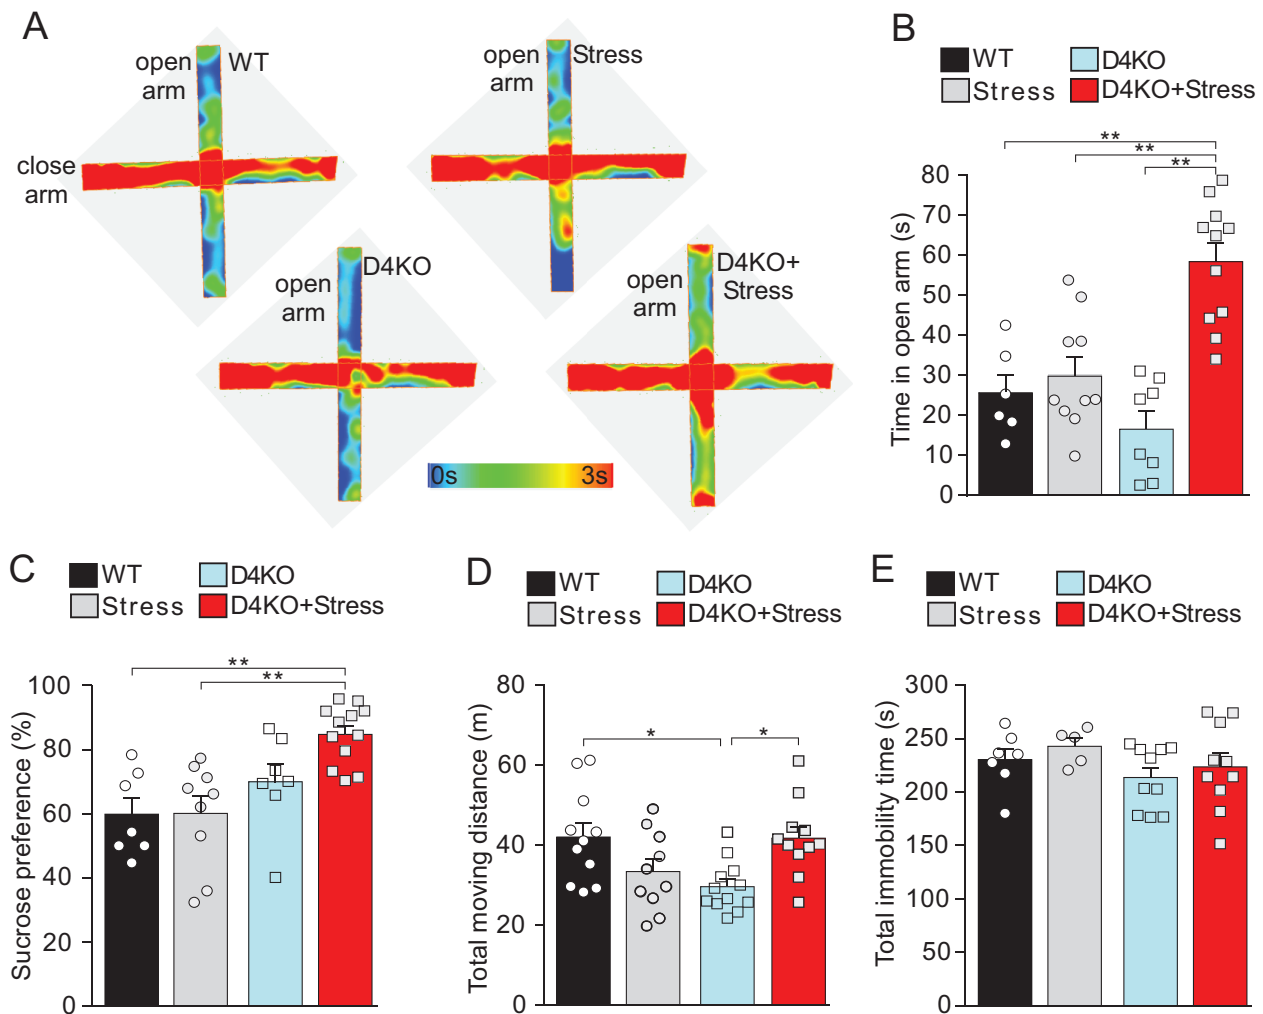 A
open
arm
WT
close
arm
open
arm
Stress
open
arm
D4KO
open
arm
D4KO+
Stress
0s
3s
B
WT
D4KO
Stress
D4KO+Stress
**
**
**
Time in open arm (s)
80
70
60
50
40
30
20
10
0
C
WT
D4KO
Stress
D4KO+Stress
**
**
Sucrose preference (%)
100
80
60
40
20
0
D
WT
D4KO
Stress
D4KO+Stress
*
*
Total moving distance (m)
80
60
40
20
0
E
WT
D4KO
Stress
D4KO+Stress
Total immobility time (s)
300
250
200
150
100
50
0